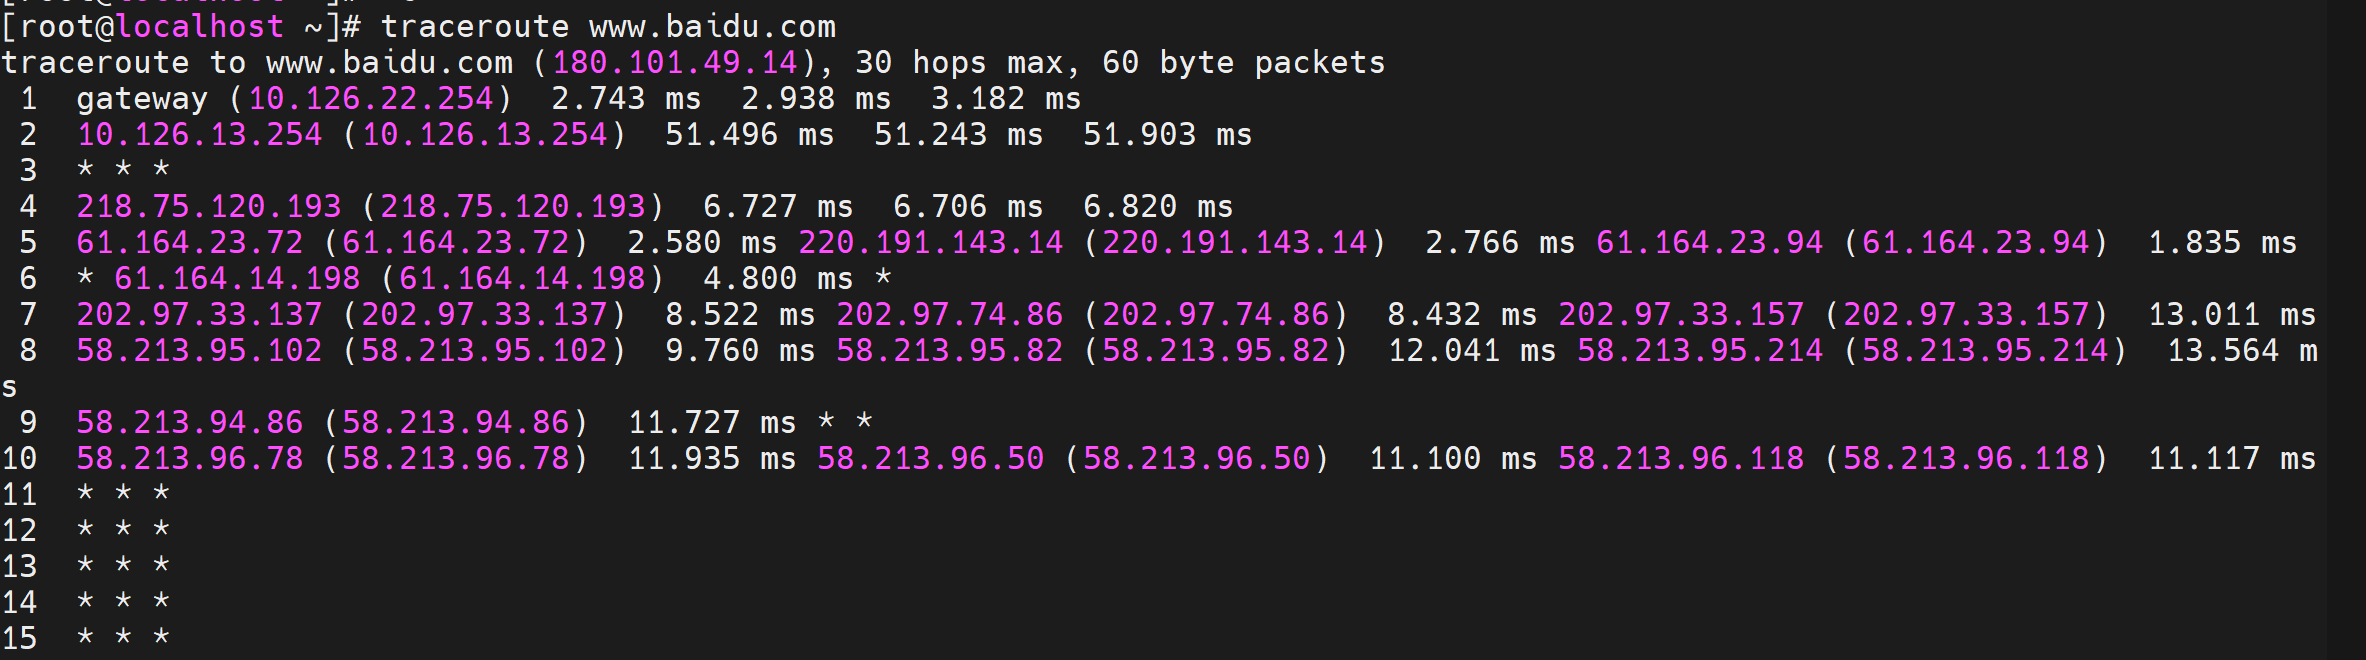 [root@localhost ~]# traceroute www.baidu.com
traceroute to www.baidu.com (180.101.49.14), 30 hops max, 60 byte packets
 1  gateway (10.126.22.254)  2.743 ms  2.938 ms  3.182 ms
 2  10.126.13.254 (10.126.13.254)  51.496 ms  51.243 ms  51.903 ms
 3  * * *
 4  218.75.120.193 (218.75.120.193)  6.727 ms  6.706 ms  6.820 ms
 5  61.164.23.72 (61.164.23.72)  2.580 ms 220.191.143.14 (220.191.143.14)  2.766 ms 61.164.23.94 (61.164.23.94)  1.835 ms
 6  * 61.164.14.198 (61.164.14.198)  4.800 ms *
 7  202.97.33.137 (202.97.33.137)  8.522 ms 202.97.74.86 (202.97.74.86)  8.432 ms 202.97.33.157 (202.97.33.157)  13.011 ms
 8  58.213.95.102 (58.213.95.102)  9.760 ms 58.213.95.82 (58.213.95.82)  12.041 ms 58.213.95.214 (58.213.95.214)  13.564 m
s
 9  58.213.94.86 (58.213.94.86)  11.727 ms * *
10  58.213.96.78 (58.213.96.78)  11.935 ms 58.213.96.50 (58.213.96.50)  11.100 ms 58.213.96.118 (58.213.96.118)  11.117 ms
11  * * *
12  * * *
13  * * *
14  * * *
15  * * *